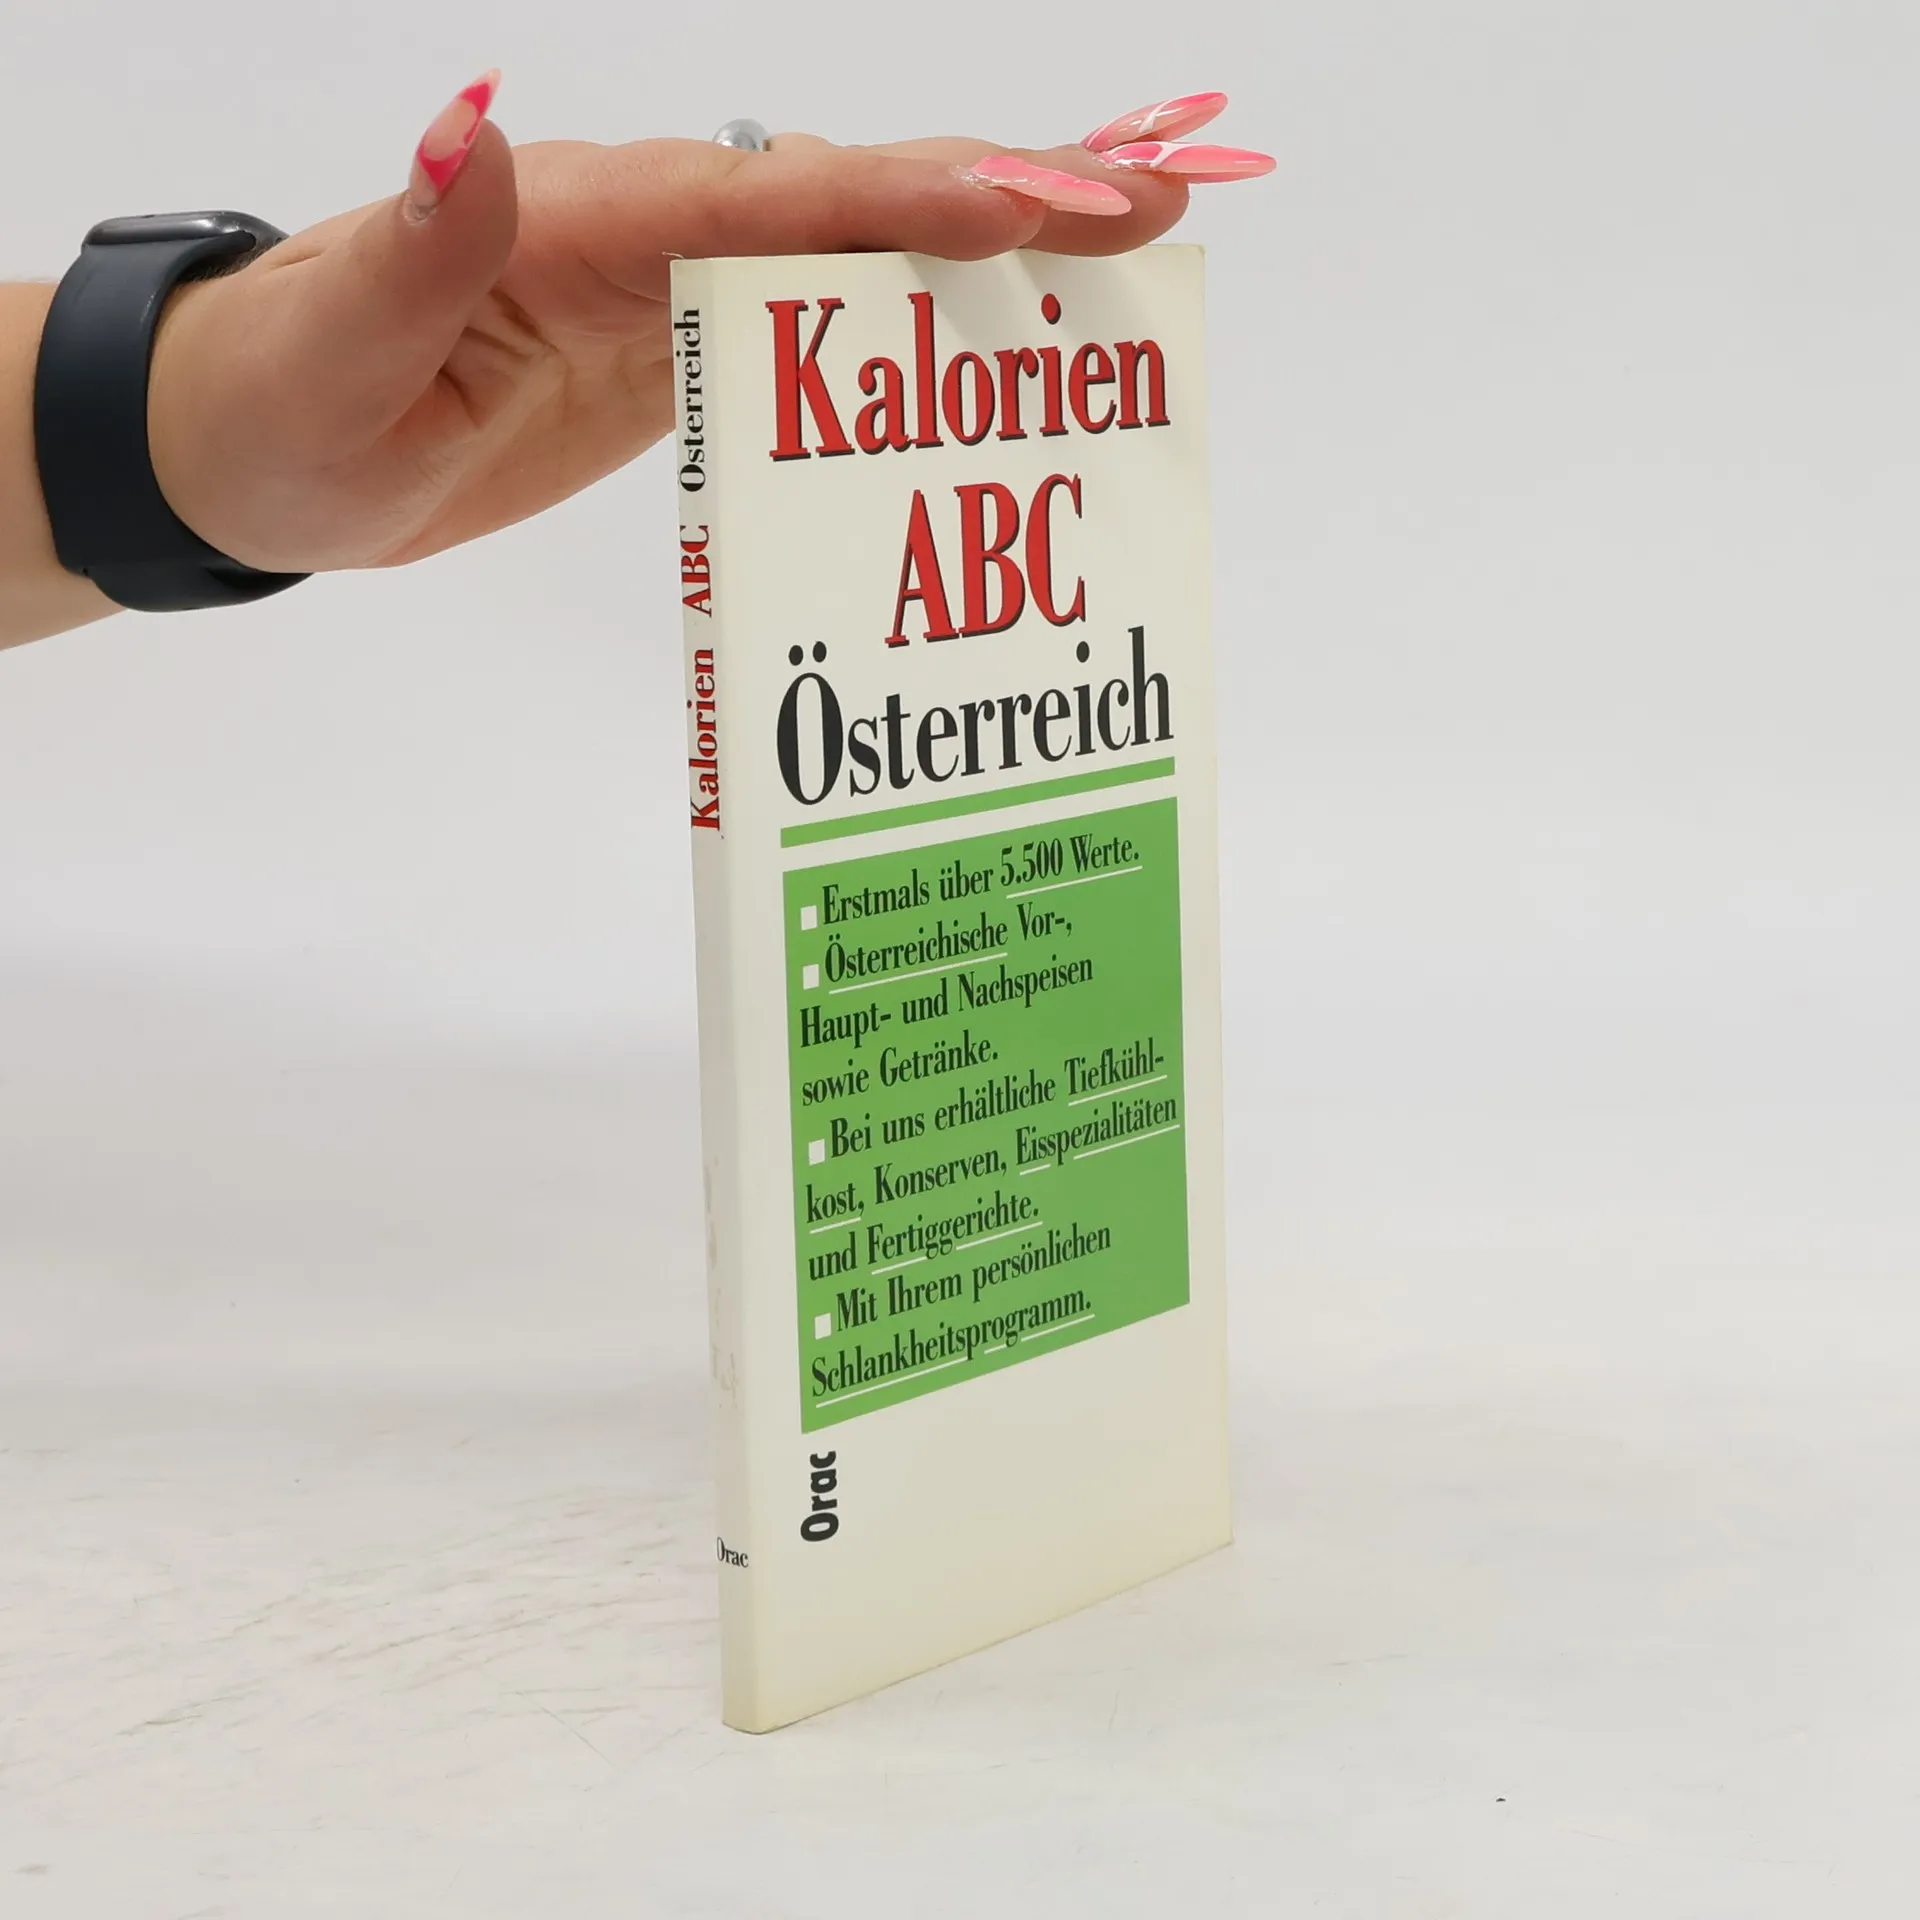 Kalorien ABC Österreich
Orac
Kalorien
ABC
Österreich
Erstmals über 5.500 Werte.
Österreichische Vor-,
Haupt- und Nachspeisen
sowie Getränke.
Bei uns erhältliche Tiefkühl-
kost, Konserven, Eisspezialitäten
und Fertiggerichte.
Mit Ihrem persönlichen
Schlankheitsprogramm.
Orac